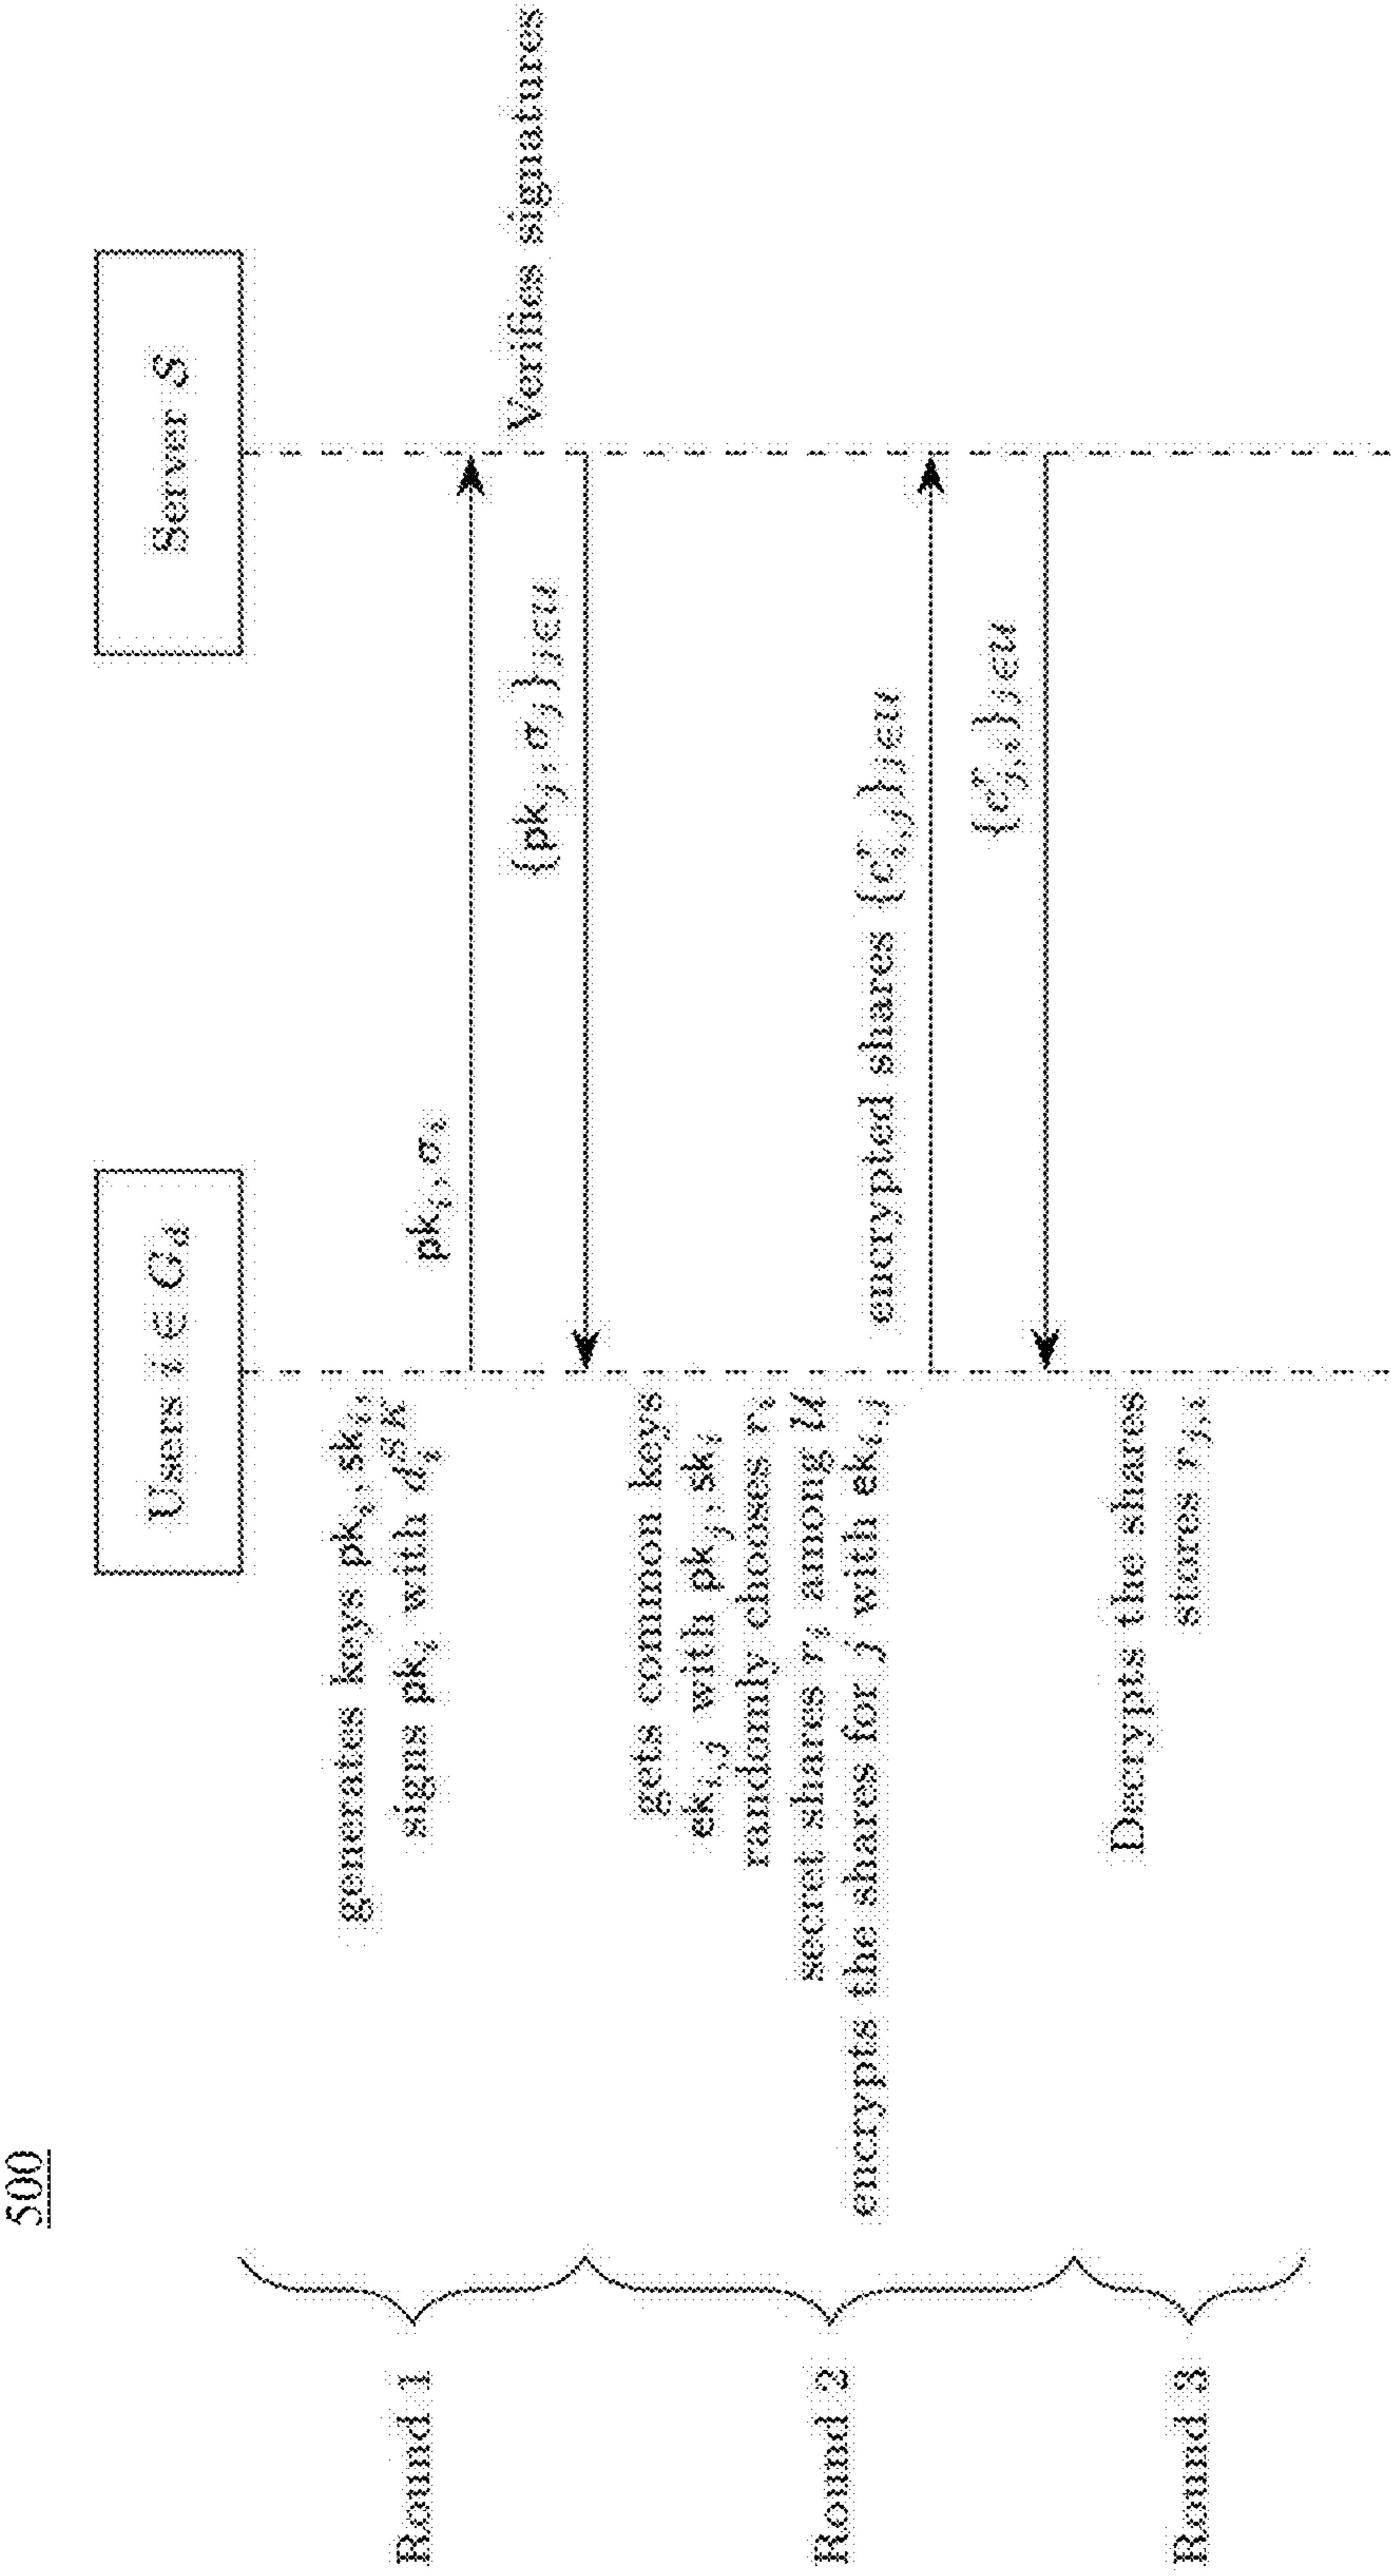 500
Users i ∈ G_d
Server S
Round 1
generates keys pk_i, sk_i,
signs pk_i with d_i^SK
pk_i, σ_i
Verifies signatures
{pk_j, σ_j}_{j∈U}
Round 2
gets common keys
ek_{i,j} with pk_j, sk_i
randomly chooses r_i
secret shares r_i among U
encrypts the shares for j with ek_{i,j}
encrypted shares {c^r_{i,j}}_{j∈U}
{c^r_{j,i}}_{j∈U}
Round 3
Decrypts the shares
stores r_{j,i}